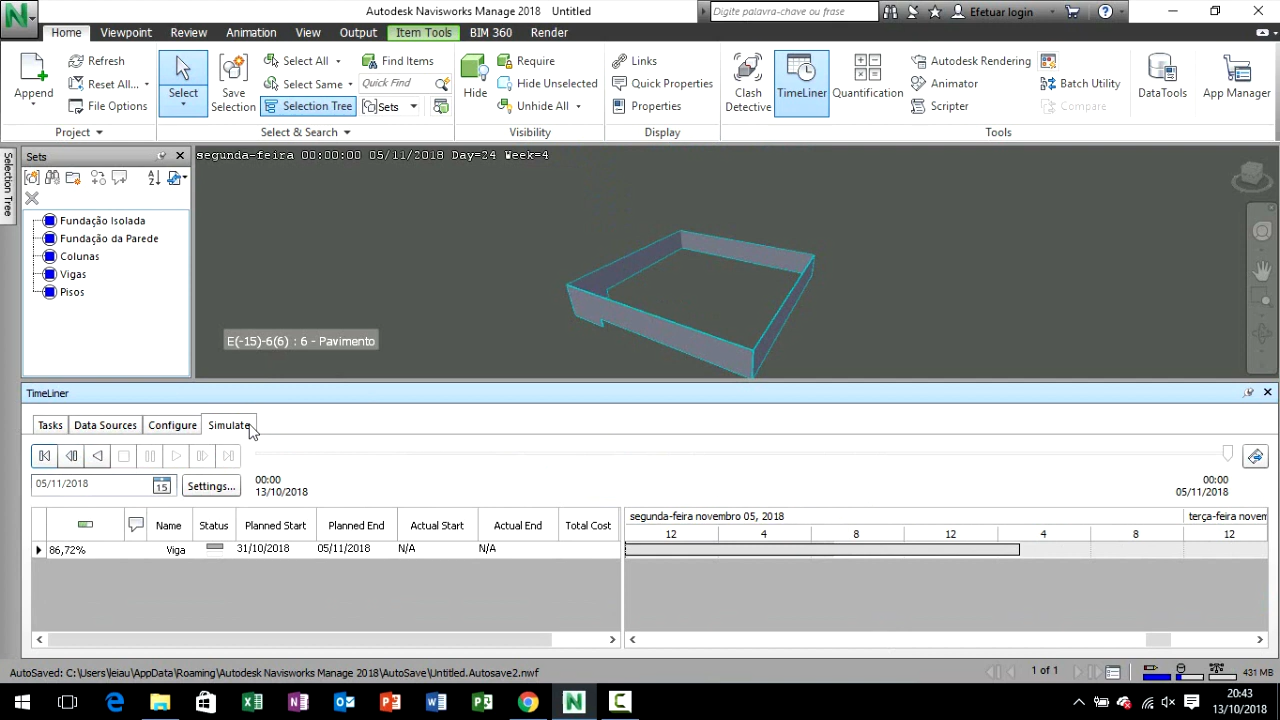 Autodesk Navisworks Manage 2018 Untitled
Digite palavra-chave ou frase
Efetuar login
Home Viewpoint Review Animation View Output Item Tools BIM 360 Render
Append
Refresh
Reset All...
File Options
Project
Select
Save Selection
Select All
Select Same
Selection Tree
Find Items
Quick Find
Sets
Select & Search
Hide
Require
Hide Unselected
Unhide All
Visibility
Links
Quick Properties
Properties
Display
Clash Detective
TimeLiner
Quantification
Autodesk Rendering
Animator
Scripter
Batch Utility
Compare
Tools
DataTools
App Manager
Selection Tree
Sets
Fundação Isolada
Fundação da Parede
Colunas
Vigas
Pisos
segunda-feira 00:00:00 05/11/2018 Day=24 Week=4
E(-15)-6(6) : 6 - Pavimento
TimeLiner
Tasks Data Sources Configure Simulate
05/11/2018 15 Settings...
00:00
13/10/2018
00:00
05/11/2018
Name Status Planned Start Planned End Actual Start Actual End Total Cost
86,72% Viga 31/10/2018 05/11/2018 N/A N/A
segunda-feira novembro 05, 2018 terça-feira novem
12 4 8 12 4 8 12
AutoSaved: C:\Users\leiau\AppData\Roaming\Autodesk Navisworks Manage 2018\AutoSave\Untitled.Autosave2.nwf
1 of 1
431 MB
20:43
13/10/2018